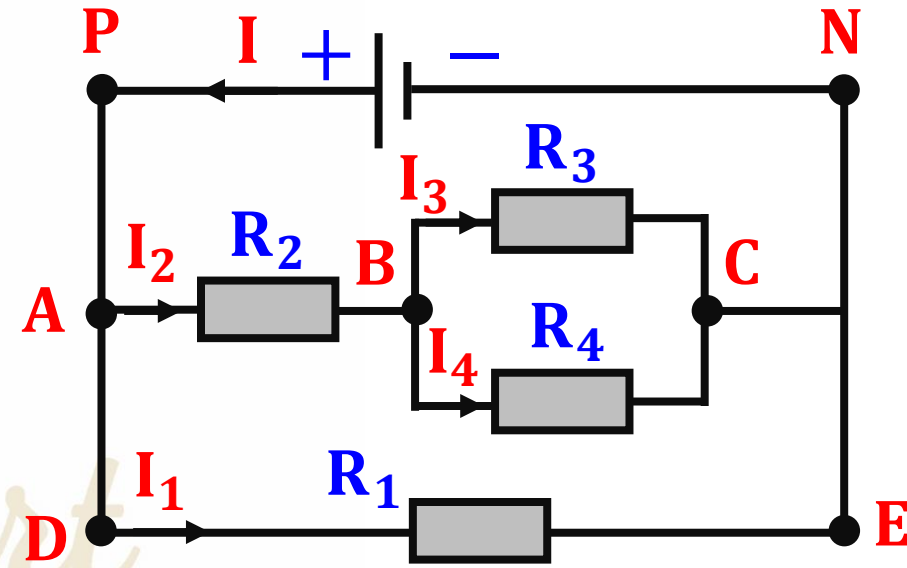 P I + − N
I₃ R₃
I₂ R₂ B C
A I₄ R₄
I₁ R₁
D E